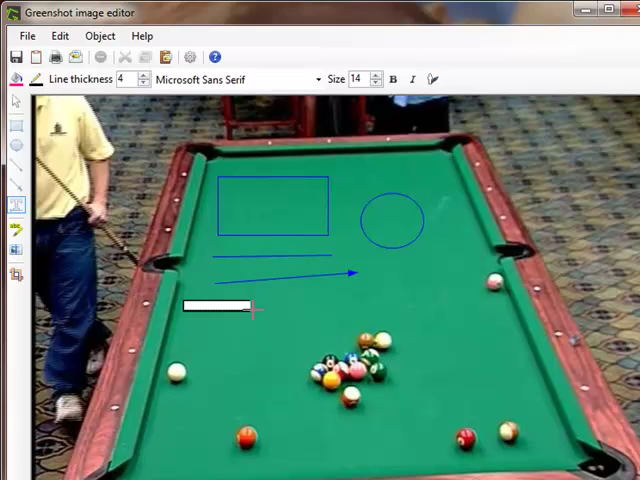 Greenshot image editor
File Edit Object Help
Line thickness 4 Microsoft Sans Serif Size 14 B I